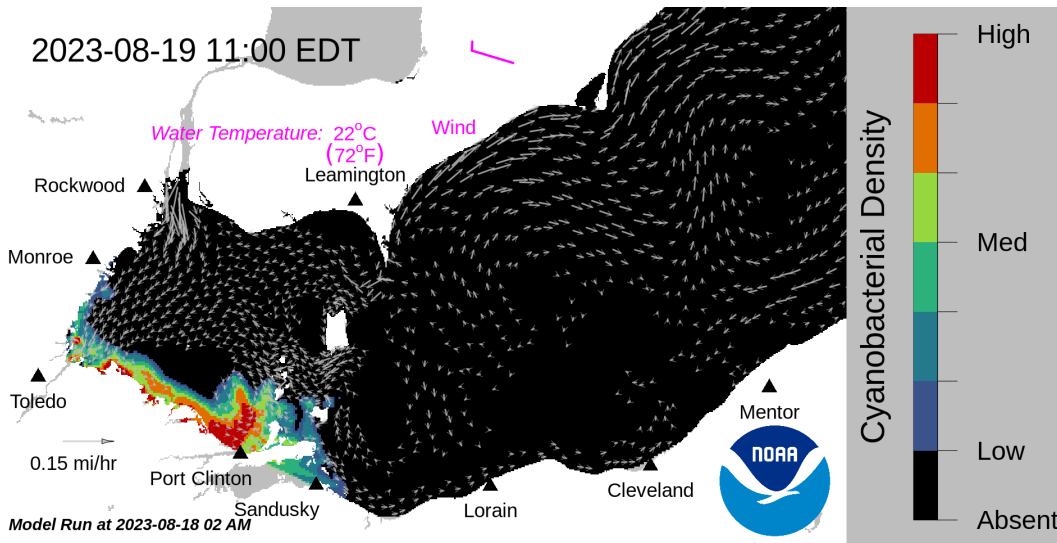 2023-08-19 11:00 EDT
Water Temperature: 22°C
(72°F)
Wind
Leamington
Rockwood
Monroe
Toledo
0.15 mi/hr
Port Clinton
Sandusky
Lorain
Cleveland
Mentor
NOAA
Model Run at 2023-08-18 02 AM
Cyanobacterial Density
High
Med
Low
Absent